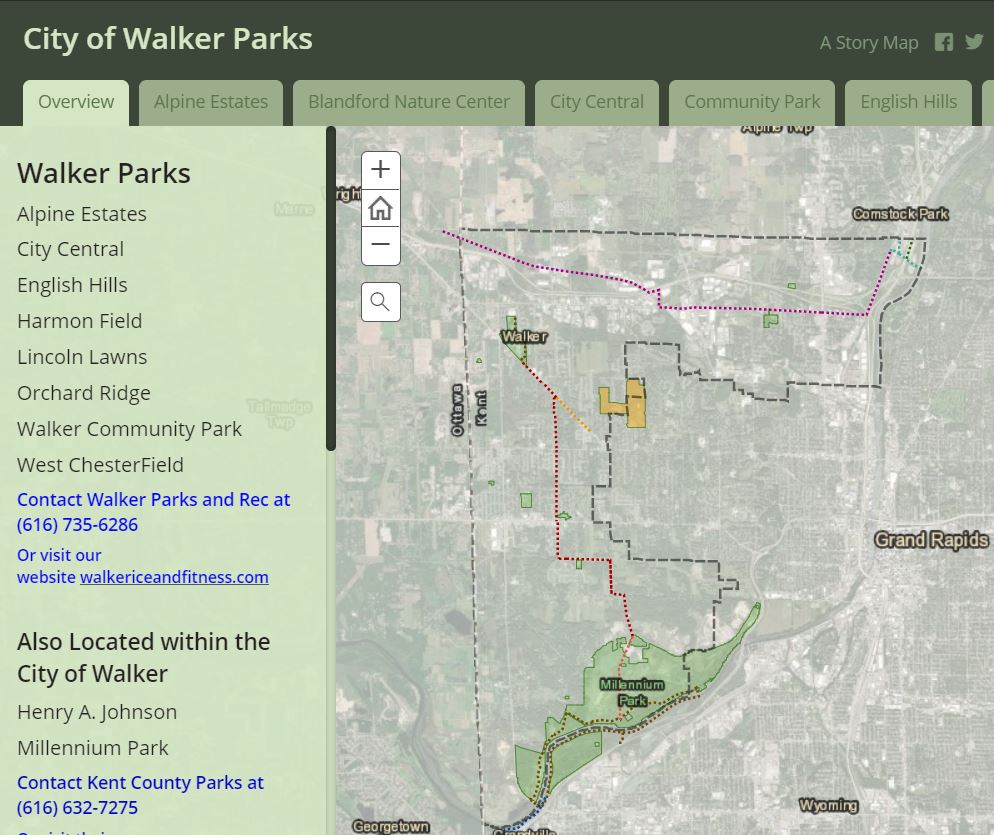 City of Walker Parks
A Story Map
Overview
Alpine Estates
Blandford Nature Center
City Central
Community Park
English Hills
Walker Parks
Alpine Estates
City Central
English Hills
Harmon Field
Lincoln Lawns
Orchard Ridge
Walker Community Park
West ChesterField
Contact Walker Parks and Rec at
(616) 735-6286
Or visit our
website walkericeandfitness.com
Also Located within the
City of Walker
Henry A. Johnson
Millennium Park
Contact Kent County Parks at
(616) 632-7275
Marne
Tallmadge
Twp
Alpine Twp
Comstock Park
Walker
Ottawa
Kent
Grand Rapids
Millennium
Park
Wyoming
Georgetown
Grandville